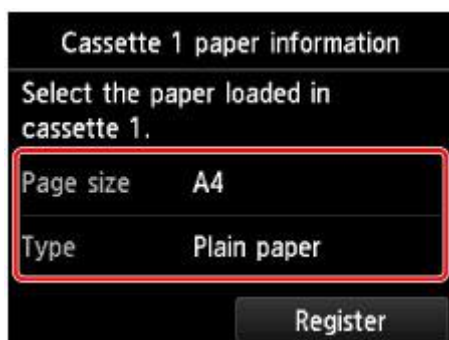 Cassette 1 paper information
Select the paper loaded in
cassette 1.
Page size A4
Type Plain paper
Register